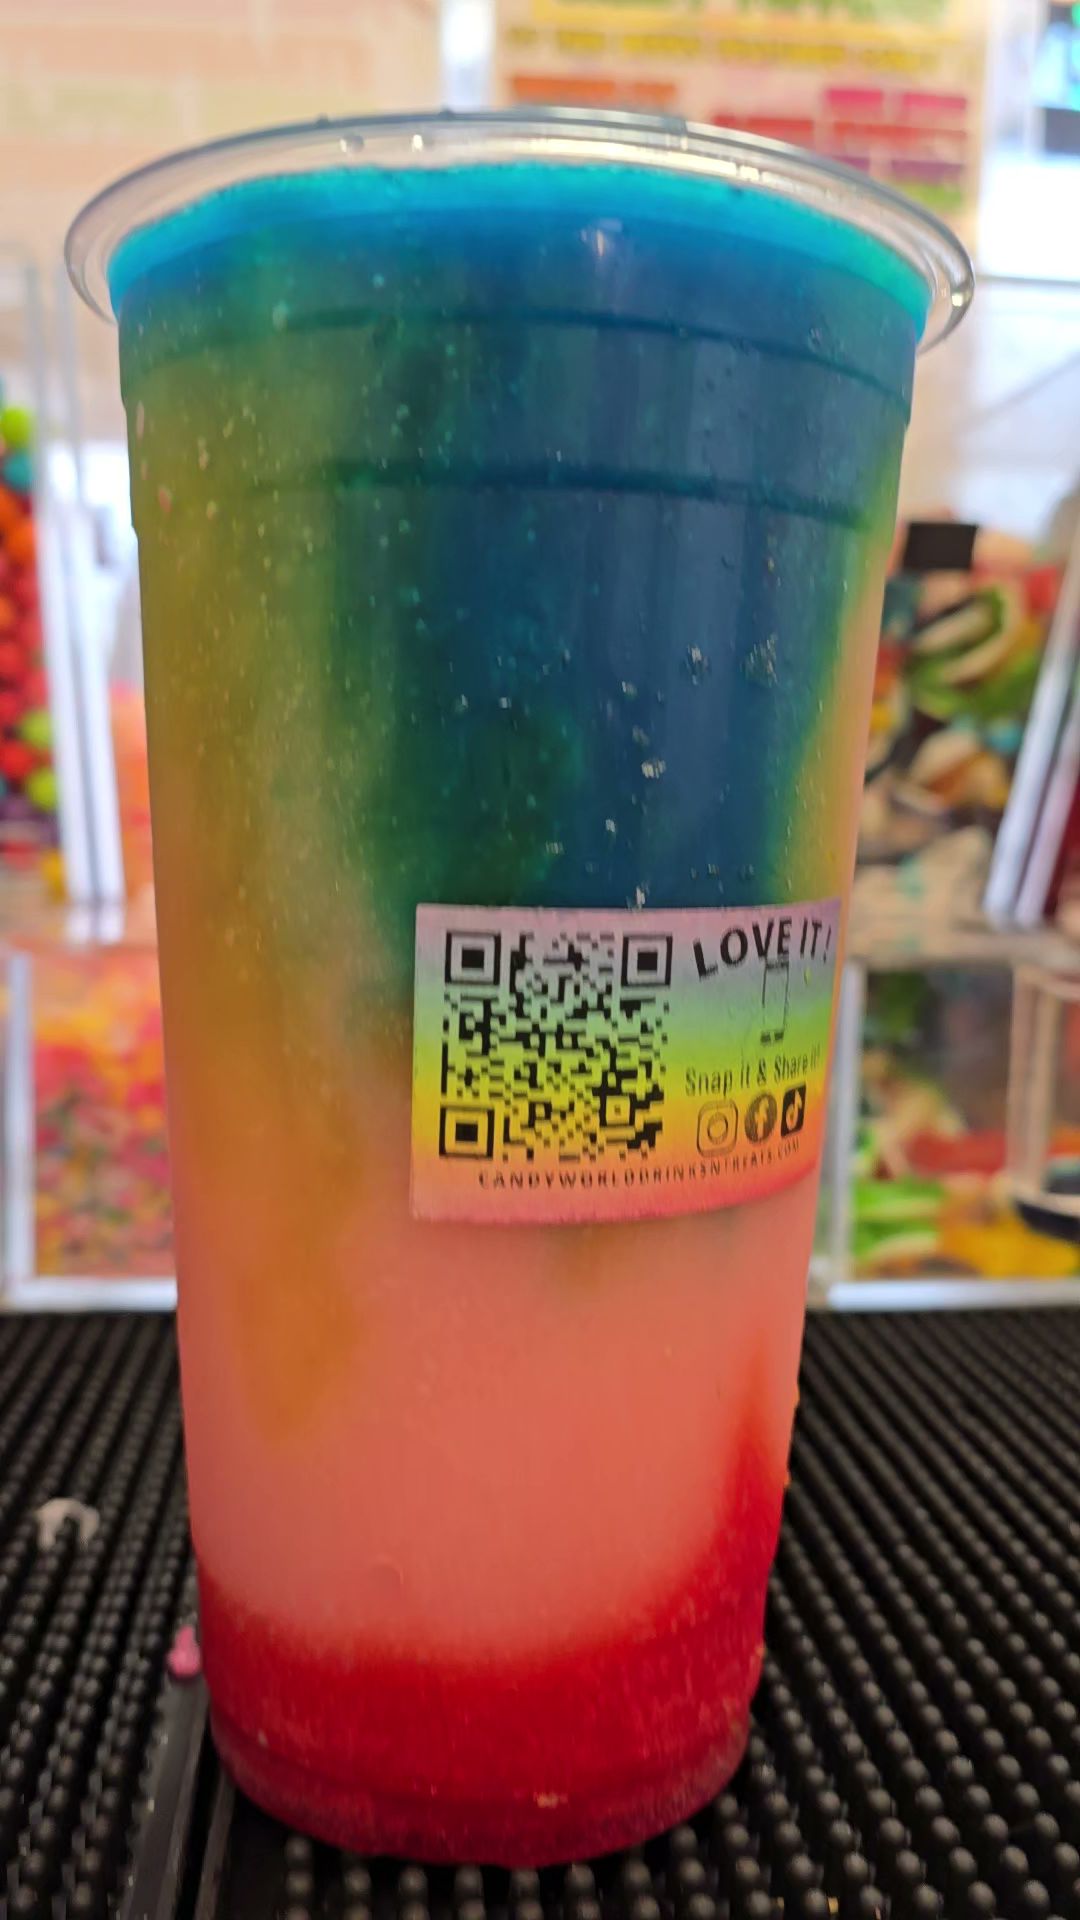 LOVE IT!
Snap it & Share it!
CANDYWORLDDRINKSNTREATS.COM